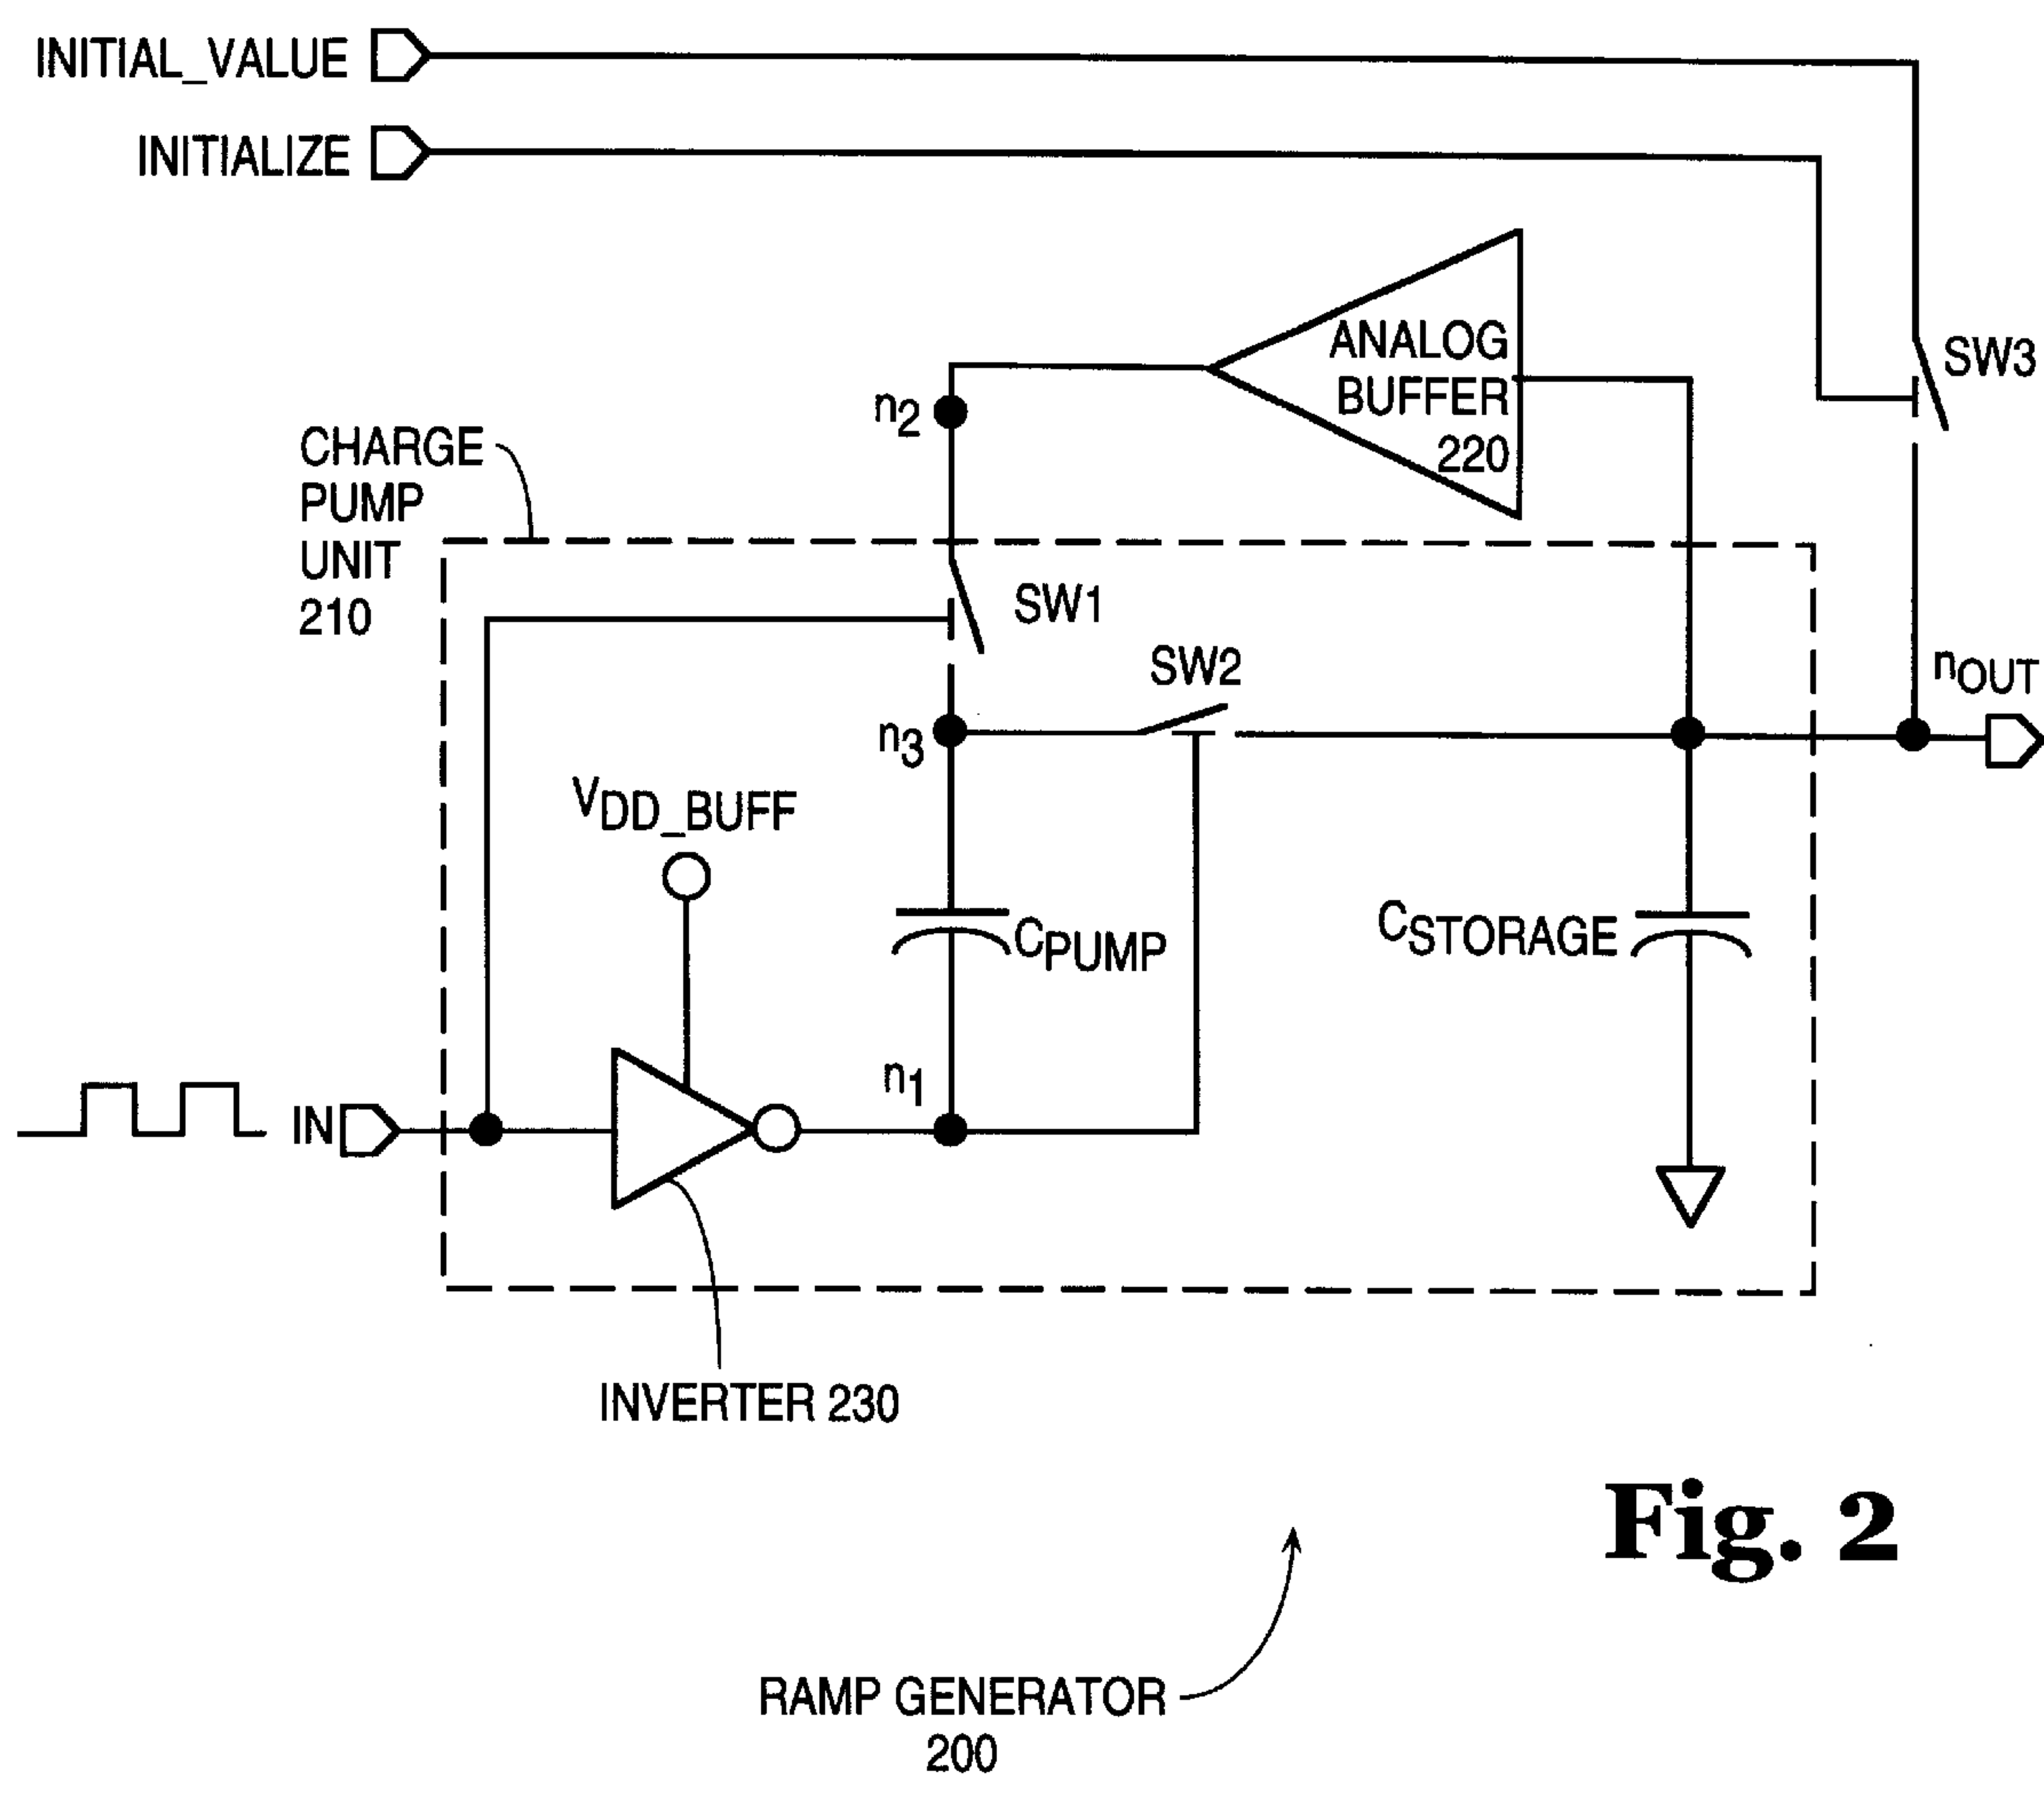 INITIAL_VALUE
INITIALIZE
ANALOG
BUFFER
220
SW3
n2
CHARGE
PUMP
UNIT
210
SW1
SW2
nOUT
n3
VDD_BUFF
CPUMP
CSTORAGE
n1
IN
INVERTER 230
Fig. 2
RAMP GENERATOR
200